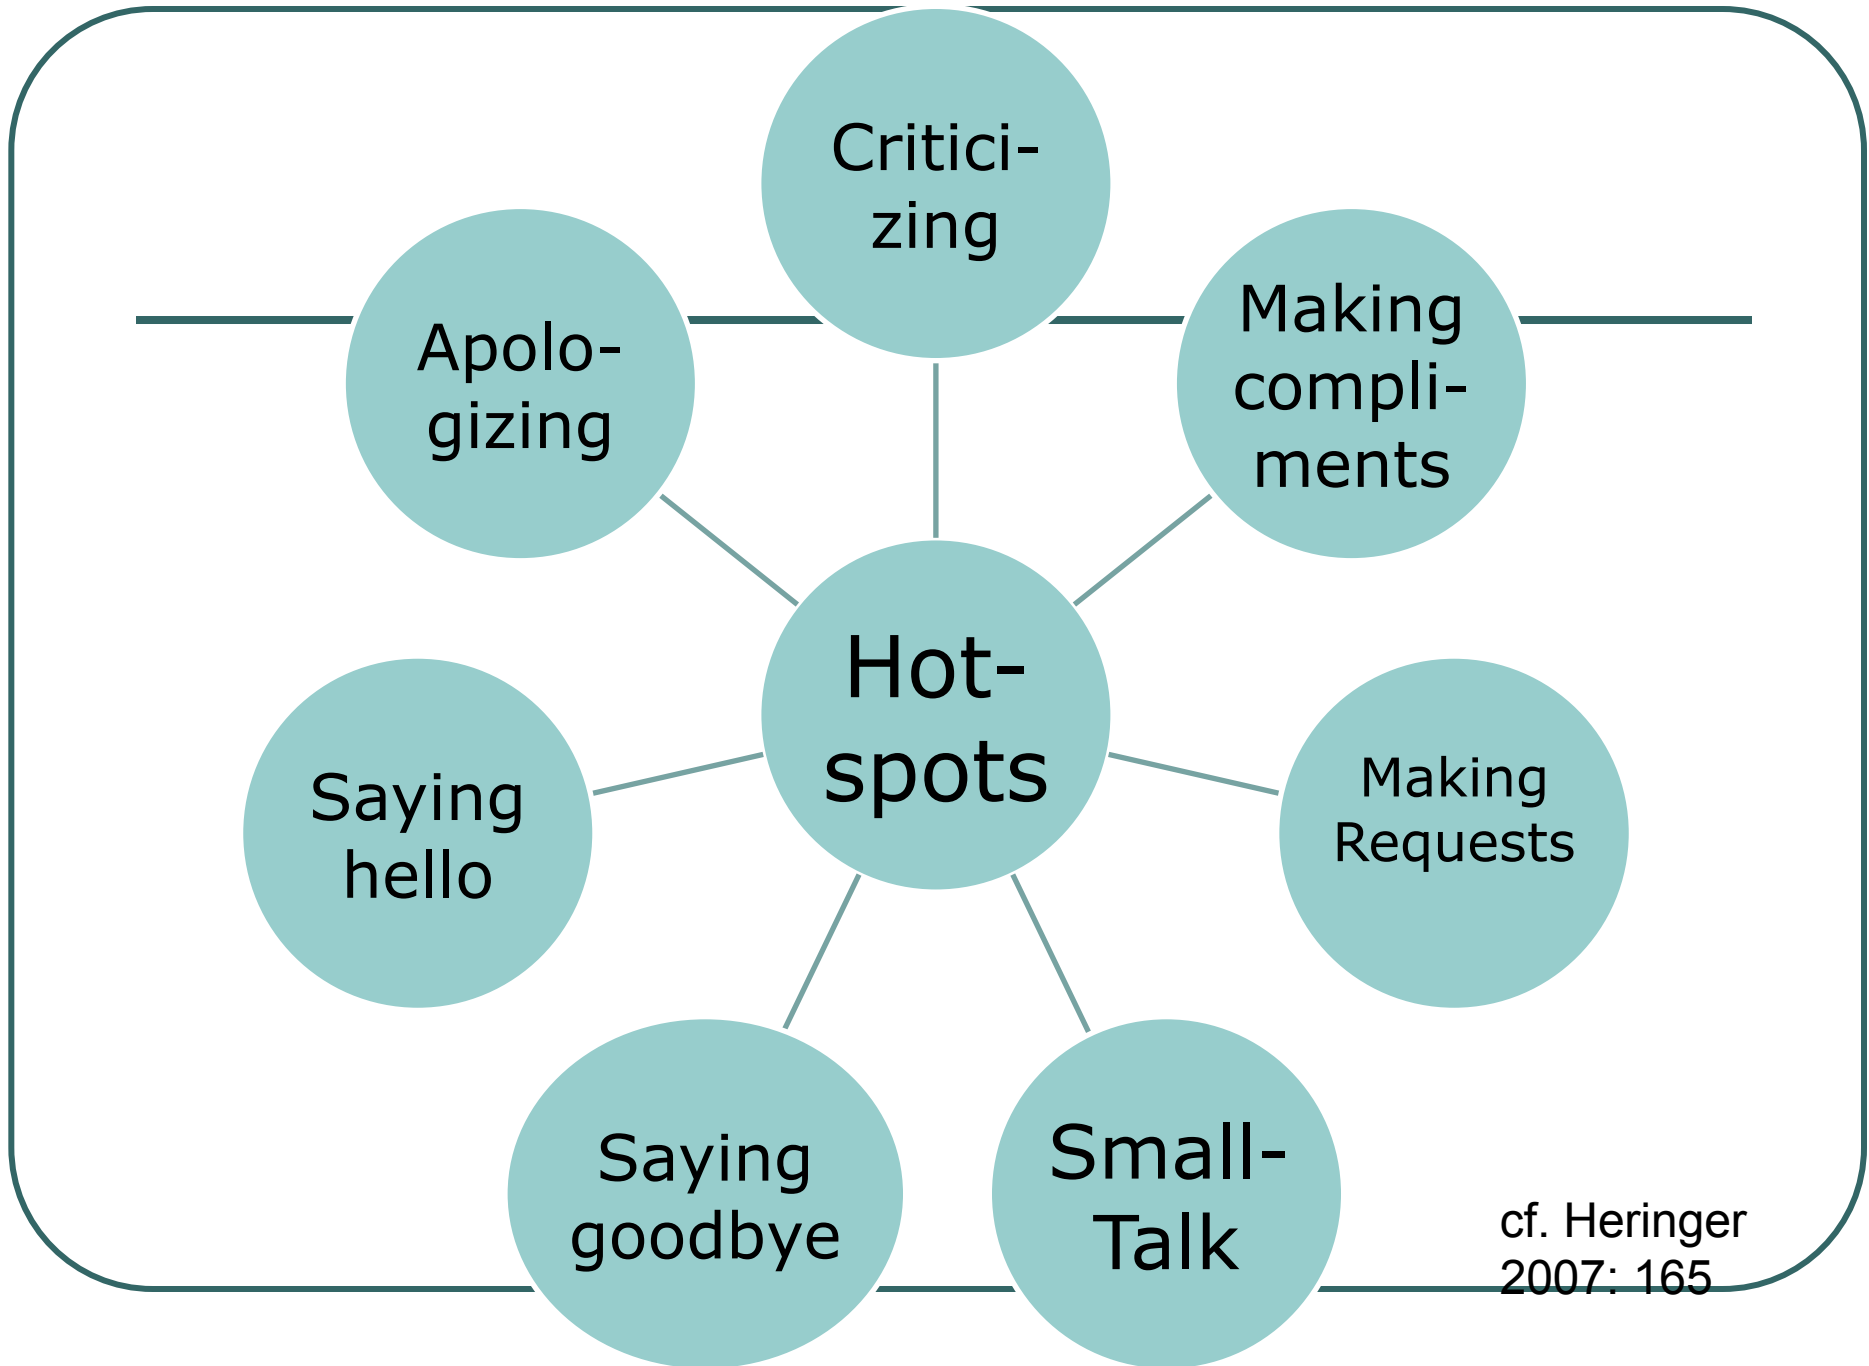 Critici-
zing
Making
compli-
ments
Making
Requests
Small-
Talk
Saying
goodbye
Saying
hello
Apolo-
gizing
Hot-
spots
cf. Heringer
2007: 165